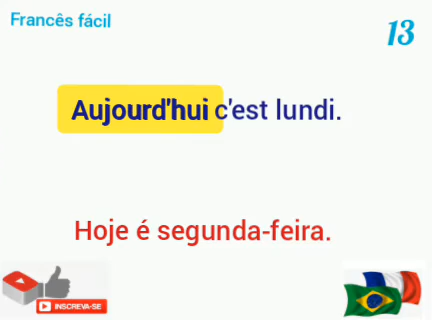 Francês fácil
13
Aujourd'hui c'est lundi.
Hoje é segunda-feira.
INSCREVA-SE